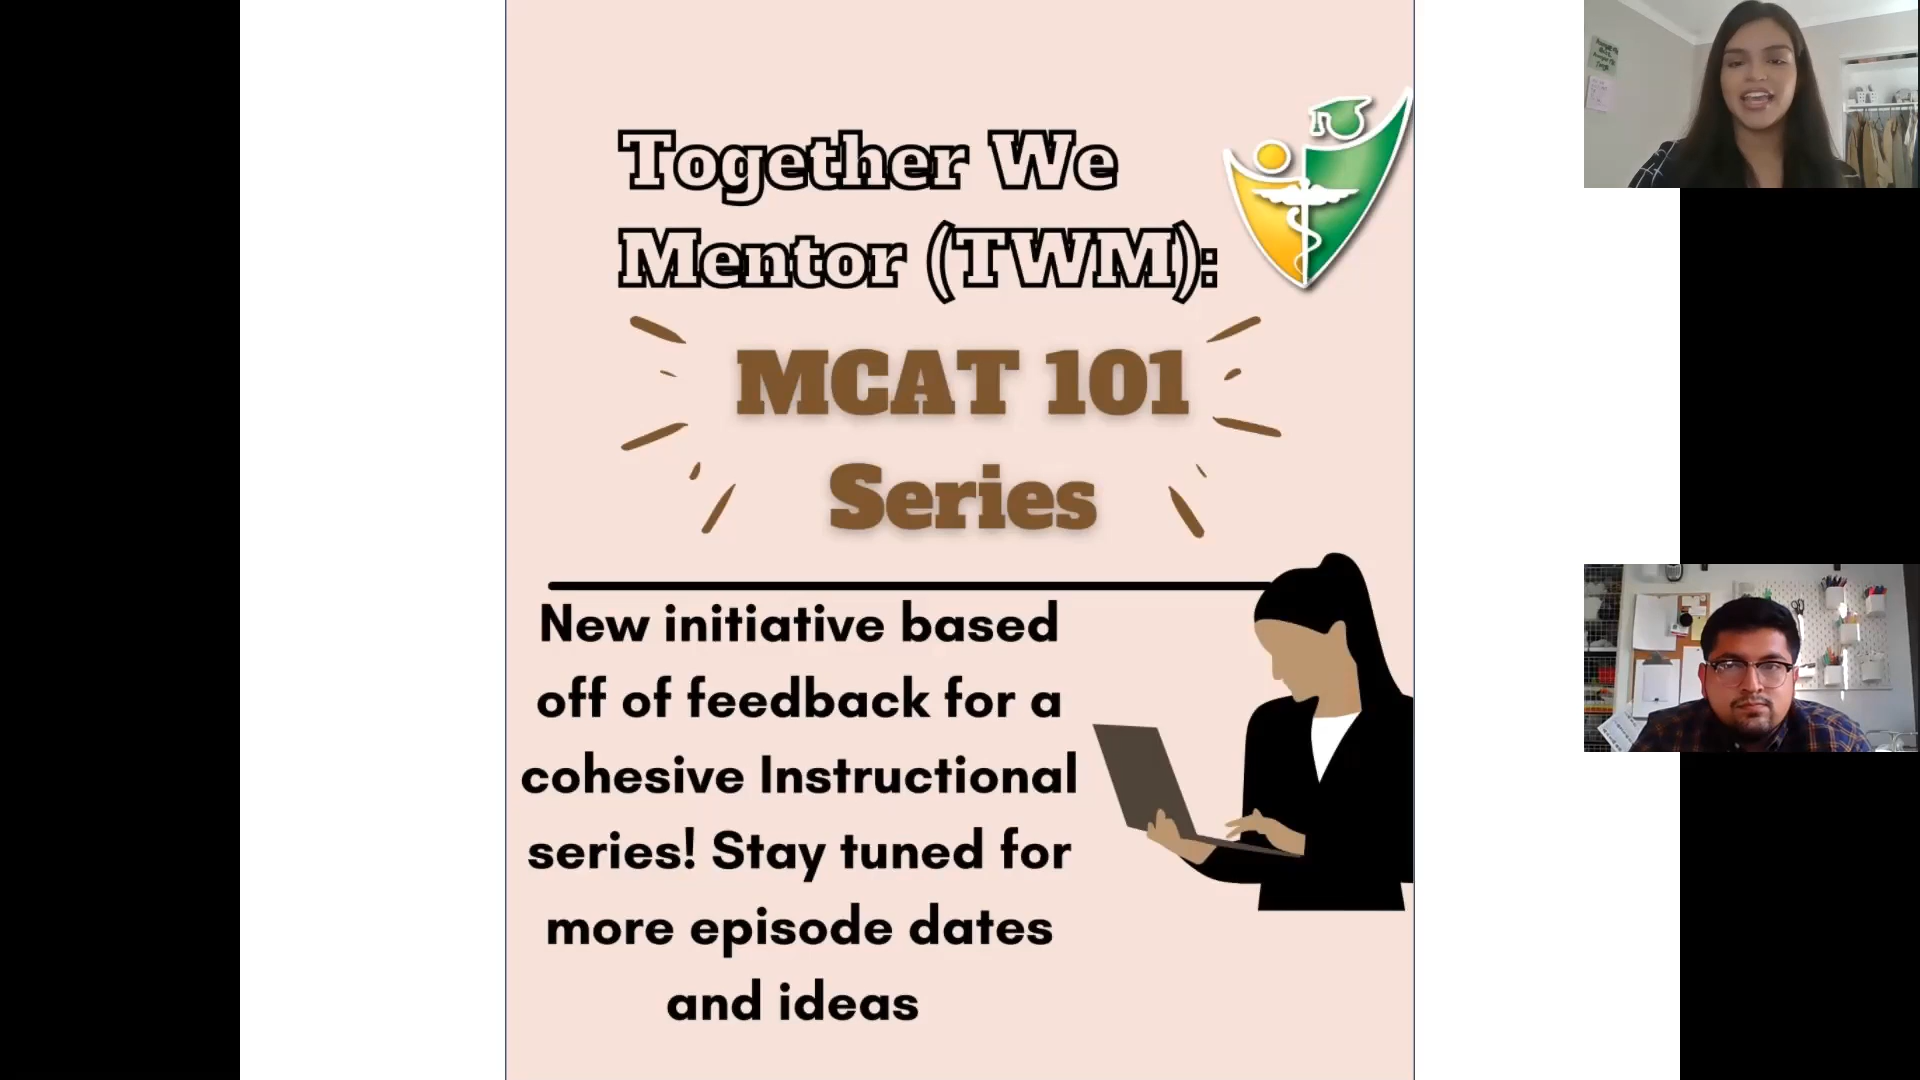 Together We
Mentor (TWM):
MCAT 101
Series
New initiative based
off of feedback for a
cohesive Instructional
series! Stay tuned for
more episode dates
and ideas